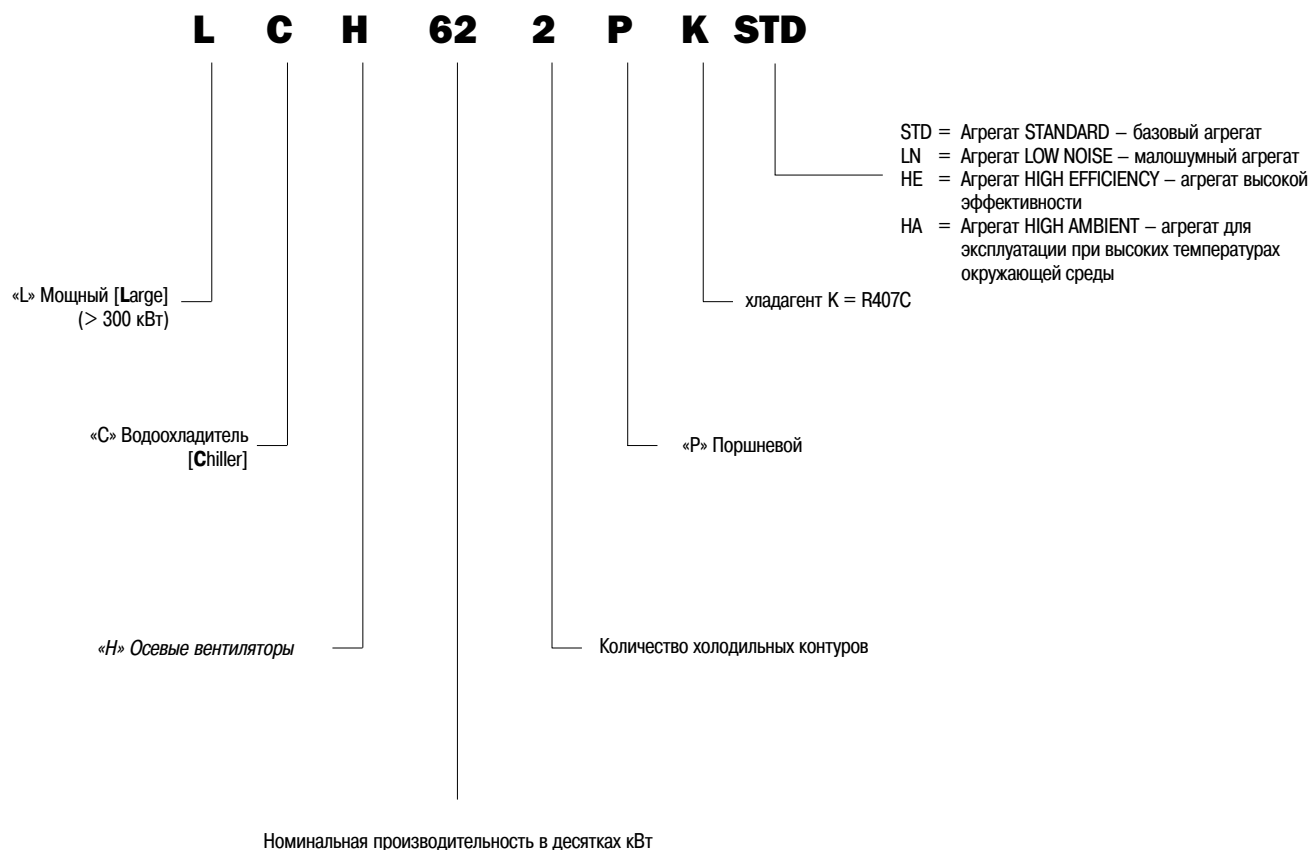 L C H 62 2 P K STD
STD = Агрегат STANDARD – базовый агрегат
LN = Агрегат LOW NOISE – малошумный агрегат
HE = Агрегат HIGH EFFICIENCY – агрегат высокой
эффективности
HA = Агрегат HIGH AMBIENT – агрегат для
эксплуатации при высоких температурах
окружающей среды
«L» Мощный [Large]
(> 300 кВт)
хладагент K = R407C
«C» Водоохладитель
[Chiller]
«P» Поршневой
«H» Осевые вентиляторы
Количество холодильных контуров
Номинальная производительность в десятках кВт